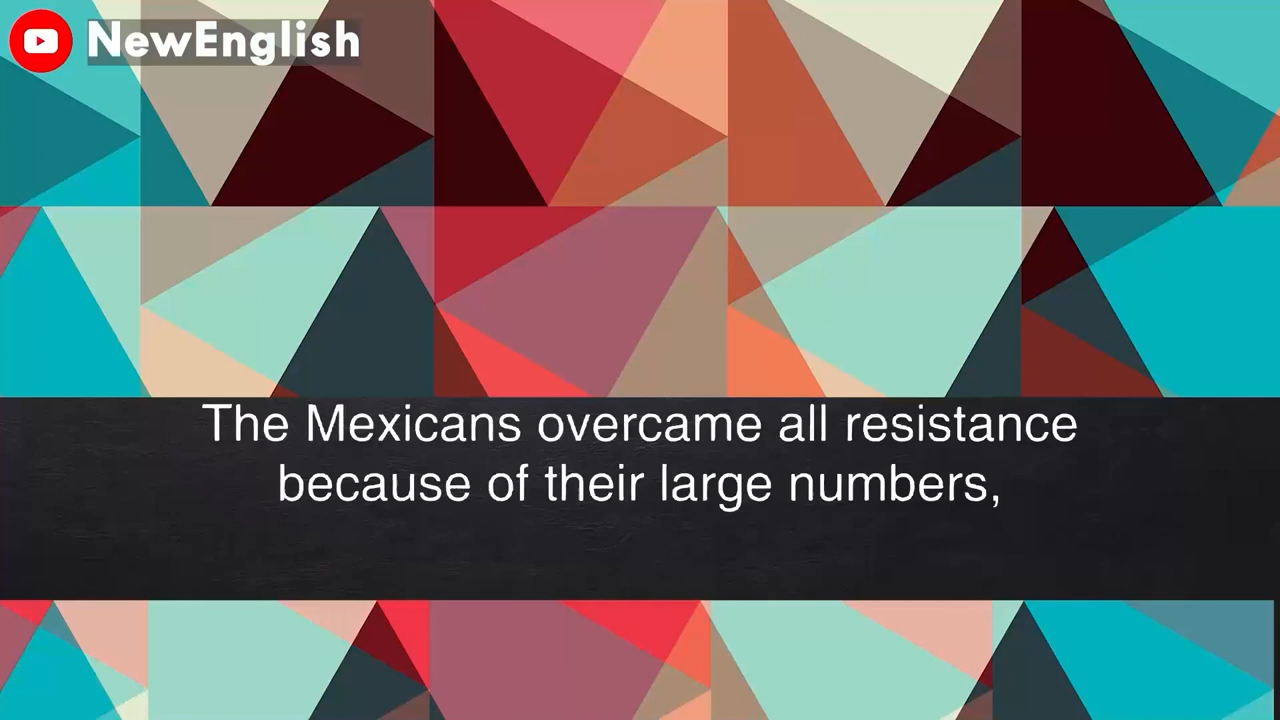 NewEnglish
The Mexicans overcame all resistance
because of their large numbers,